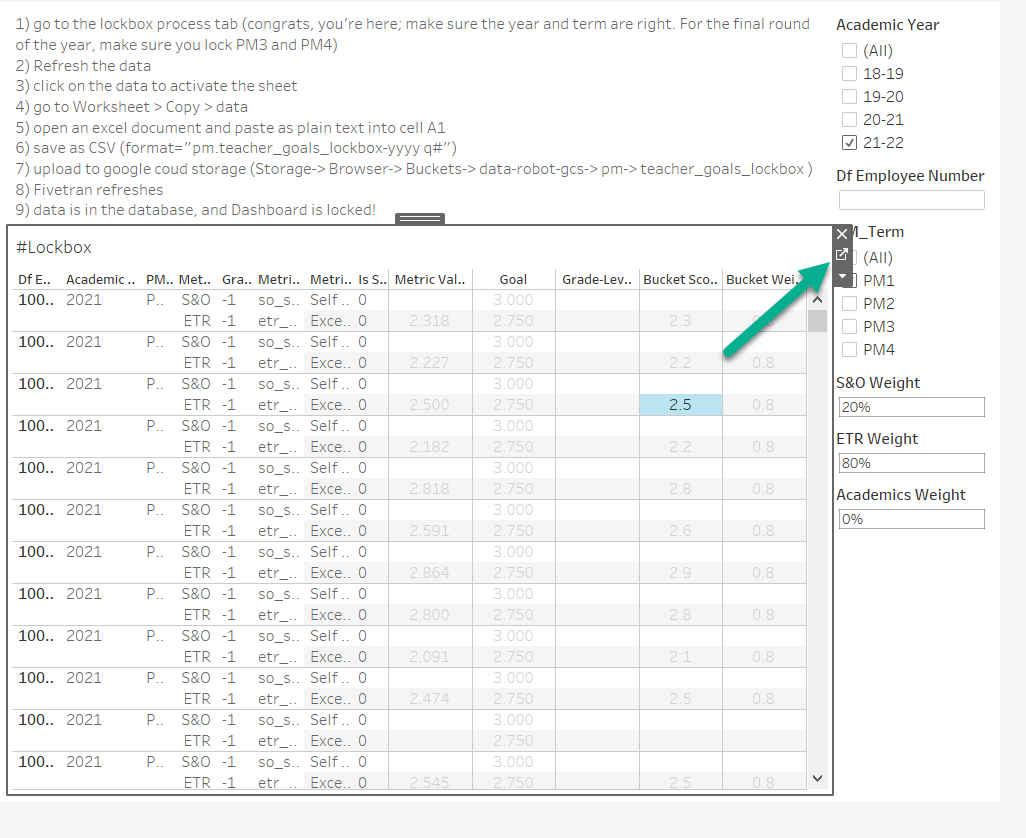 1) go to the lockbox process tab (congrats, you're here; make sure the year and term are right. For the final round
of the year, make sure you lock PM3 and PM4)
2) Refresh the data
3) click on the data to activate the sheet
4) go to Worksheet > Copy > data
5) open an excel document and paste as plain text into cell A1
6) save as CSV (format="pm.teacher_goals_lockbox-yyyy q#")
7) upload to google coud storage (Storage-> Browser-> Buckets-> data-robot-gcs-> pm-> teacher_goals_lockbox )
8) Fivetran refreshes
9) data is in the database, and Dashboard is locked!
#Lockbox
Df E.. Academic .. PM.. Met.. Gra.. Metri.. Metri.. Is S.. Metric Val.. Goal Grade-Lev.. Bucket Sco.. Bucket Wei..
100.. 2021 P.. S&O -1 so_s.. Self .. 0 3.000
ETR -1 etr_.. Exce.. 0 2.318 2.750 2.3 0.8
100.. 2021 P.. S&O -1 so_s.. Self .. 0 3.000
ETR -1 etr_.. Exce.. 0 2.227 2.750 2.2 0.8
100.. 2021 P.. S&O -1 so_s.. Self .. 0 3.000
ETR -1 etr_.. Exce.. 0 2.500 2.750 2.5 0.8
100.. 2021 P.. S&O -1 so_s.. Self .. 0 3.000
ETR -1 etr_.. Exce.. 0 2.182 2.750 2.2 0.8
100.. 2021 P.. S&O -1 so_s.. Self .. 0 3.000
ETR -1 etr_.. Exce.. 0 2.818 2.750 2.8 0.8
100.. 2021 P.. S&O -1 so_s.. Self .. 0 3.000
ETR -1 etr_.. Exce.. 0 2.591 2.750 2.6 0.8
100.. 2021 P.. S&O -1 so_s.. Self .. 0 3.000
ETR -1 etr_.. Exce.. 0 2.864 2.750 2.9 0.8
100.. 2021 P.. S&O -1 so_s.. Self .. 0 3.000
ETR -1 etr_.. Exce.. 0 2.800 2.750 2.8 0.8
100.. 2021 P.. S&O -1 so_s.. Self .. 0 3.000
ETR -1 etr_.. Exce.. 0 2.091 2.750 2.1 0.8
100.. 2021 P.. S&O -1 so_s.. Self .. 0 3.000
ETR -1 etr_.. Exce.. 0 2.474 2.750 2.5 0.8
100.. 2021 P.. S&O -1 so_s.. Self .. 0 3.000
ETR -1 etr_.. Exce.. 0 2.750
100.. 2021 P.. S&O -1 so_s.. Self .. 0 3.000
ETR -1 etr_.. Exce.. 0 2.545 2.750 2.5 0.8
Academic Year
(All)
18-19
19-20
20-21
21-22
Df Employee Number
M_Term
(All)
PM1
PM2
PM3
PM4
S&O Weight
20%
ETR Weight
80%
Academics Weight
0%